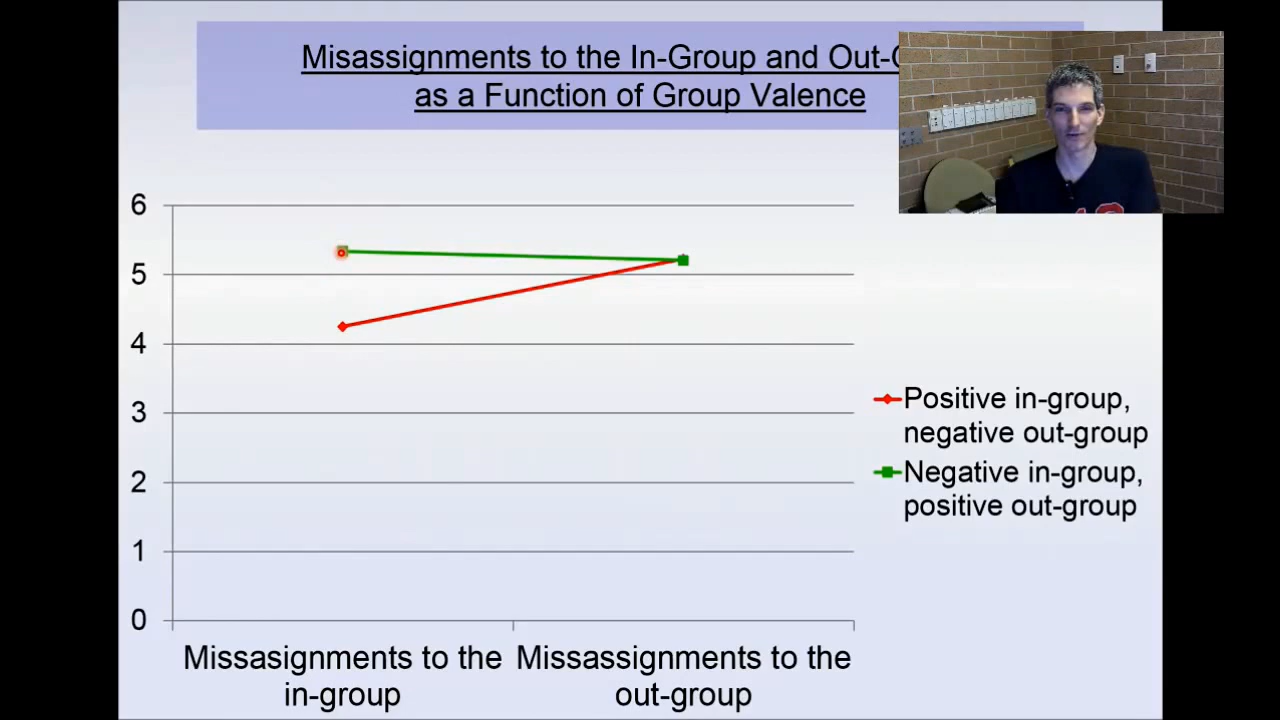 Misassignments to the In-Group and Out-
as a Function of Group Valence
6
5
4
3
2
1
0
Missasignments to the
in-group
Missassignments to the
out-group
Positive in-group,
negative out-group
Negative in-group,
positive out-group